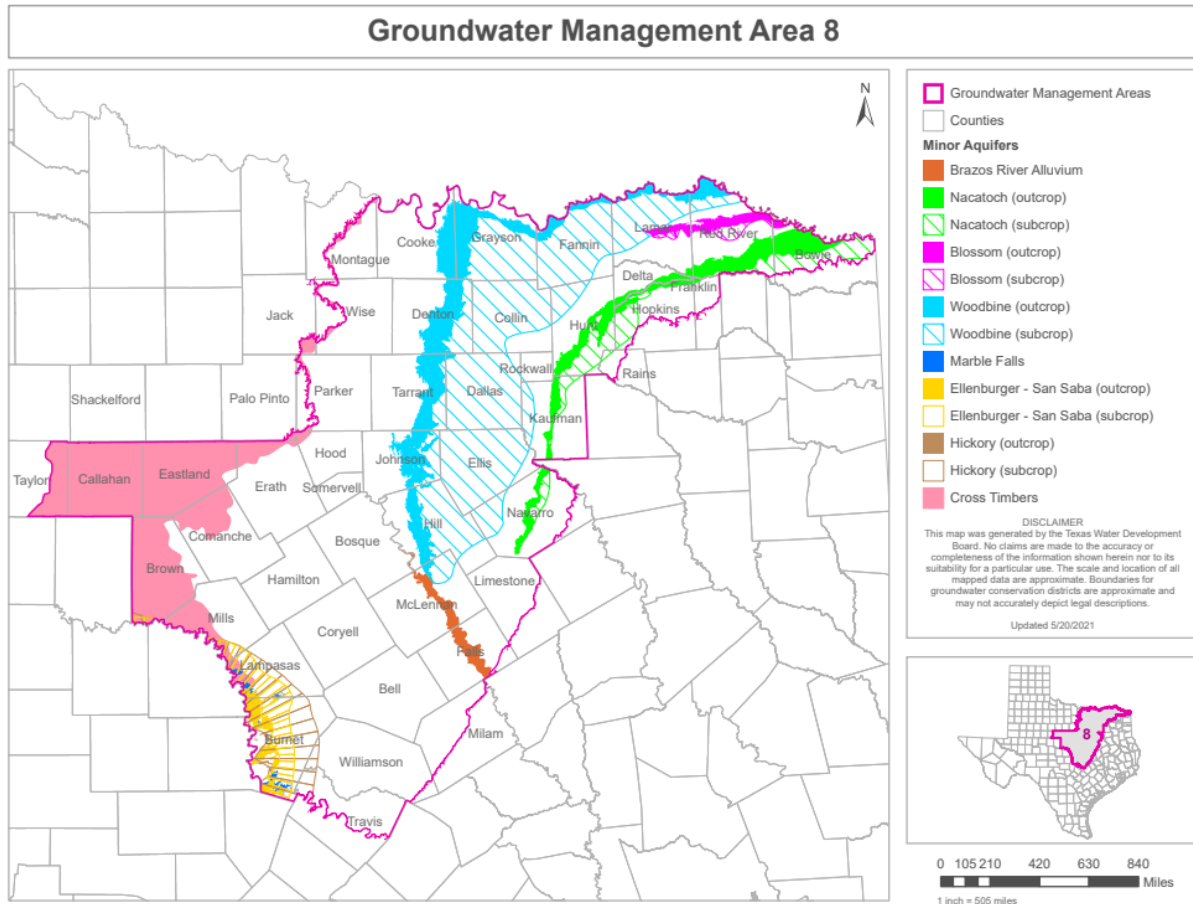 Groundwater Management Area 8
N
Groundwater Management Areas
Counties
Minor Aquifers
Brazos River Alluvium
Nacatoch (outcrop)
Nacatoch (subcrop)
Blossom (outcrop)
Blossom (subcrop)
Woodbine (outcrop)
Woodbine (subcrop)
Marble Falls
Ellenburger - San Saba (outcrop)
Ellenburger - San Saba (subcrop)
Hickory (outcrop)
Hickory (subcrop)
Cross Timbers
DISCLAIMER
This map was generated by the Texas Water Development
Board. No claims are made to the accuracy or
completeness of the information shown herein nor to its
suitability for a particular use. The scale and location of all
mapped data are approximate. Boundaries for
groundwater conservation districts are approximate and
may not accurately depict legal descriptions.
Updated 5/20/2021
8
0 105 210 420 630 840
Miles
1 inch = 505 miles
Montague
Cooke
Grayson
Fannin
Lamar
Red River
Bowie
Delta
Franklin
Hopkins
Jack
Wise
Denton
Collin
Hunt
Rockwall
Rains
Shackelford
Palo Pinto
Parker
Tarrant
Dallas
Kaufman
Taylor
Callahan
Eastland
Erath
Hood
Somervell
Johnson
Ellis
Navarro
Comanche
Bosque
Hill
Brown
Hamilton
Limestone
McLennan
Mills
Coryell
Falls
Lampasas
Bell
Burnet
Milam
Williamson
Travis